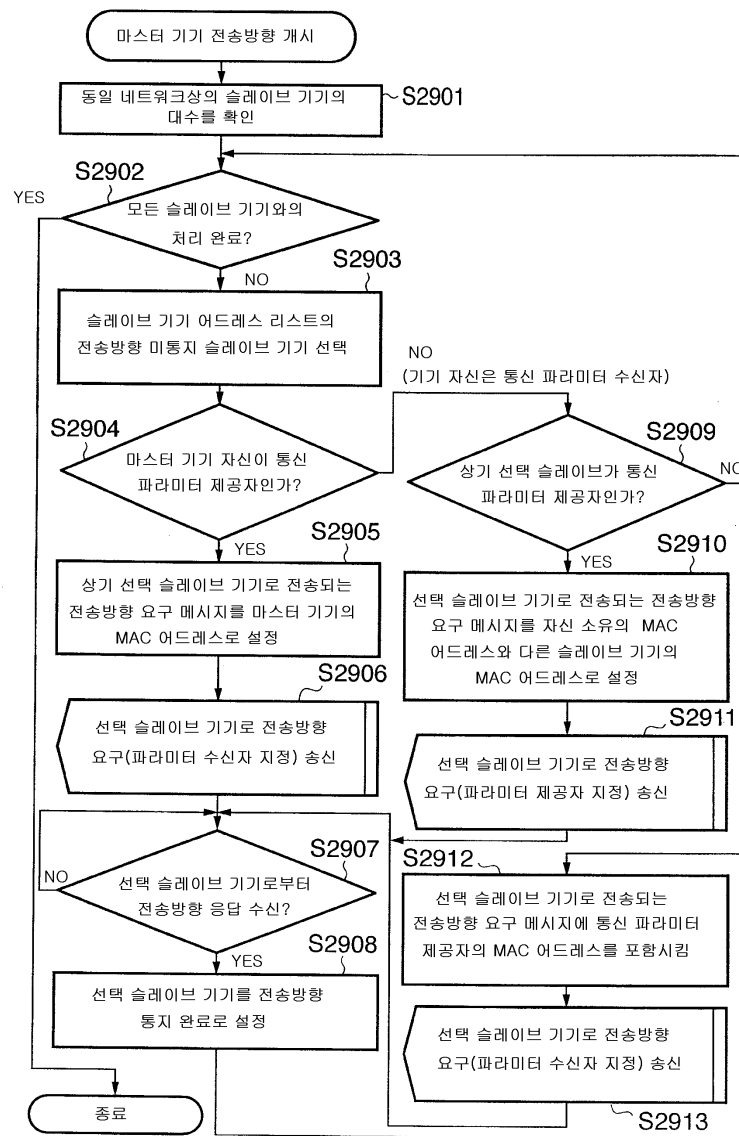 마스터 기기 전송방향 개시
동일 네트워크상의 슬레이브 기기의
대수를 확인
S2901
S2902
YES
모든 슬레이브 기기와의
처리 완료?
NO
S2903
슬레이브 기기 어드레스 리스트의
전송방향 미통지 슬레이브 기기 선택
NO
(기기 자신은 통신 파라미터 수신자)
S2904
마스터 기기 자신이 통신
파라미터 제공자인가?
YES
S2909
상기 선택 슬레이브가 통신
파라미터 제공자인가?
NO
YES
S2905
상기 선택 슬레이브 기기로 전송되는
전송방향 요구 메시지를 마스터 기기의
MAC 어드레스로 설정
S2910
선택 슬레이브 기기로 전송되는 전송방향
요구 메시지를 자신 소유의 MAC
어드레스와 다른 슬레이브 기기의
MAC 어드레스로 설정
S2906
선택 슬레이브 기기로 전송방향
요구(파라미터 수신자 지정) 송신
S2911
선택 슬레이브 기기로 전송방향
요구(파라미터 제공자 지정) 송신
S2907
NO
선택 슬레이브 기기로부터
전송방향 응답 수신?
YES
S2912
선택 슬레이브 기기로 전송되는
전송방향 요구 메시지에 통신 파라미터
제공자의 MAC 어드레스를 포함시킴
S2908
선택 슬레이브 기기를 전송방향
통지 완료로 설정
선택 슬레이브 기기로 전송방향
요구(파라미터 수신자 지정) 송신
S2913
종료